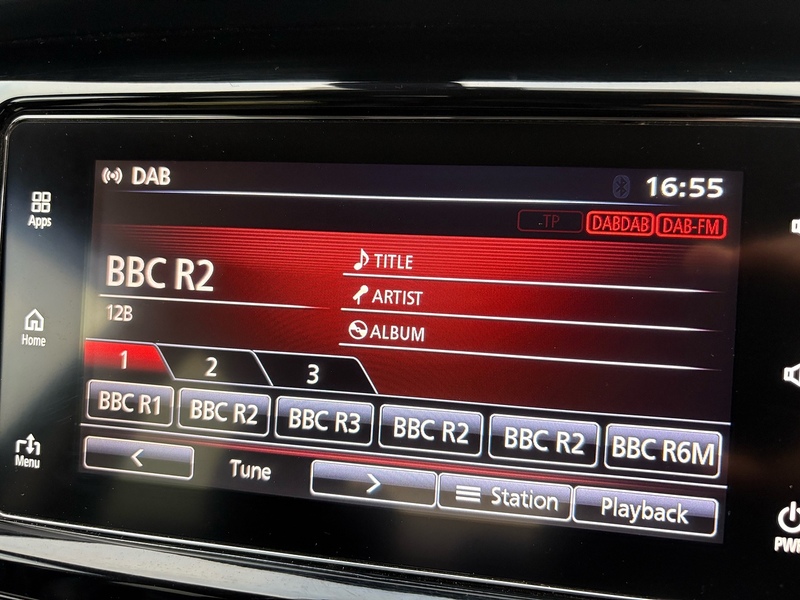 DAB
16:55
Apps
-TP DABDAB DAB-FM
BBC R2
TITLE
12B
ARTIST
ALBUM
Home
1 2 3
BBC R1 BBC R2 BBC R3 BBC R2 BBC R2 BBC R6M
Menu
< Tune > Station Playback